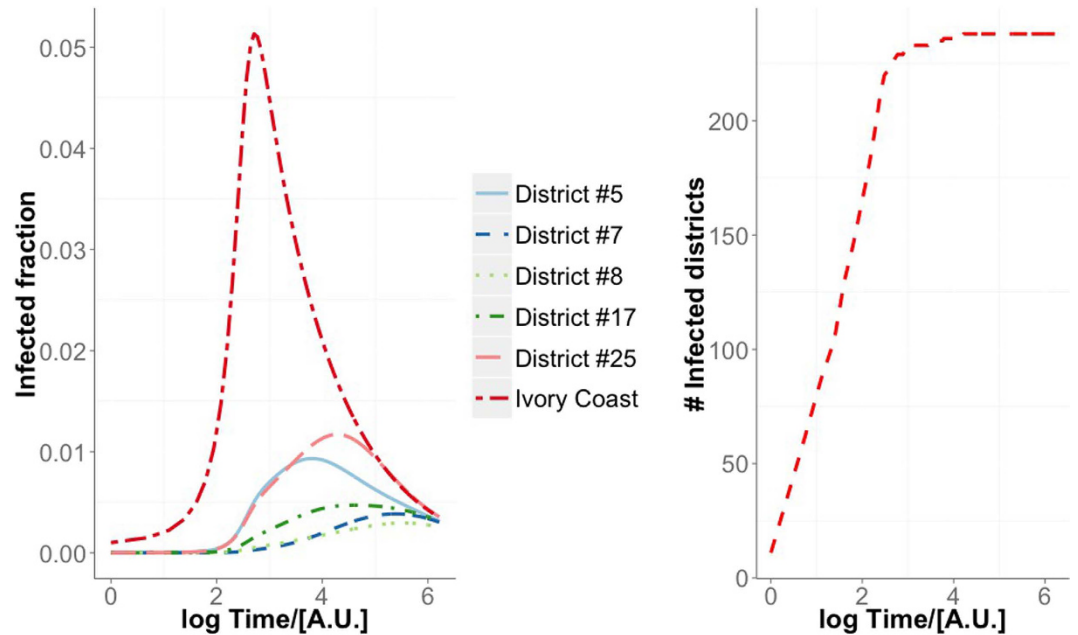 Infected fraction
0.05
0.04
0.03
0.02
0.01
0.00
0 2 4 6
log Time/[A.U.]
District #5
District #7
District #8
District #17
District #25
Ivory Coast
# Infected districts
200
150
100
50
0
0 2 4 6
log Time/[A.U.]